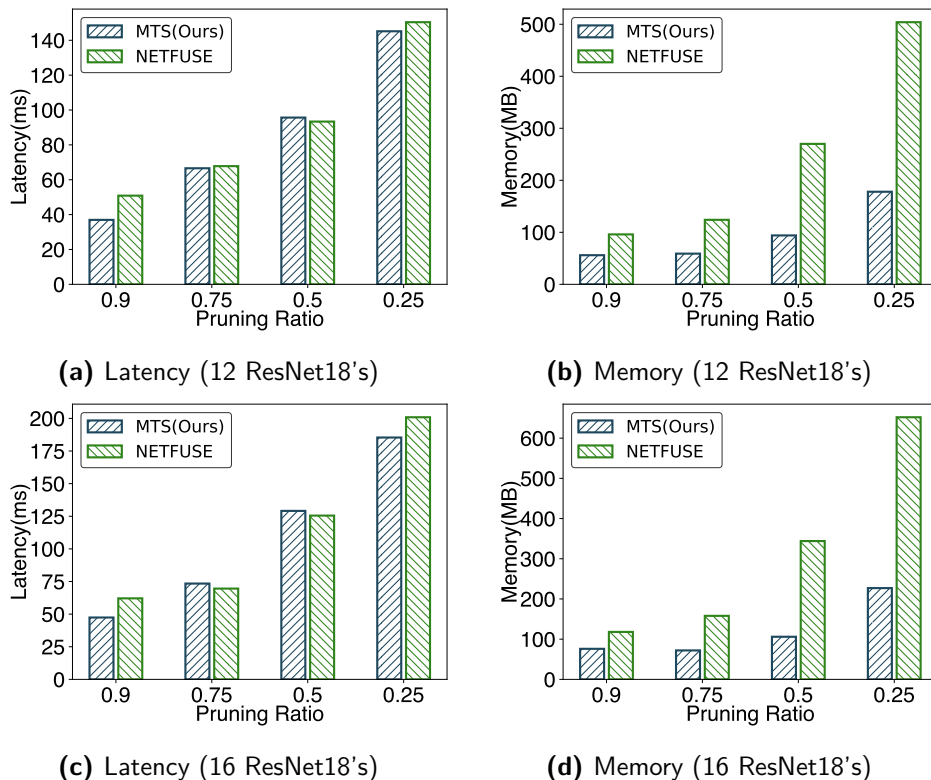 MTS(Ours)
NETFUSE
Latency(ms)
140
120
100
80
60
40
20
0
0.9 0.75 0.5 0.25
Pruning Ratio
(a) Latency (12 ResNet18's)
MTS(Ours)
NETFUSE
Memory(MB)
500
400
300
200
100
0
0.9 0.75 0.5 0.25
Pruning Ratio
(b) Memory (12 ResNet18's)
MTS(Ours)
NETFUSE
Latency(ms)
200
175
150
125
100
75
50
25
0
0.9 0.75 0.5 0.25
Pruning Ratio
(c) Latency (16 ResNet18's)
MTS(Ours)
NETFUSE
Memory(MB)
600
500
400
300
200
100
0
0.9 0.75 0.5 0.25
Pruning Ratio
(d) Memory (16 ResNet18's)